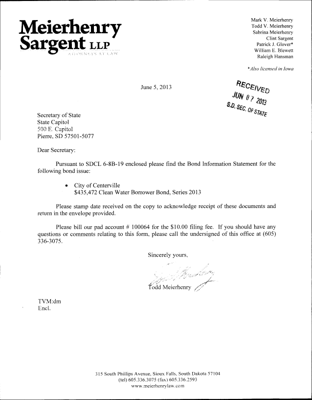 Meierhenry
Sargent LLP
Mark V. Meierhenry
Todd V. Meierhenry
Sabrina Meierhenry
Clint Sargent
Patrick J. Glover*
William E. Blewett
Raleigh Hansman
*Also licensed in Iowa
June 5, 2013
RECEIVED
JUN 07 2013
S.D. SEC. OF STATE
Secretary of State
State Capitol
500 E. Capitol
Pierre, SD 57501-5077
Dear Secretary:
Pursuant to SDCL 6-8B-19 enclosed please find the Bond Information Statement for the
following bond issue:
• City of Centerville
$435,472 Clean Water Borrower Bond, Series 2013
Please stamp date received on the copy to acknowledge receipt of these documents and
return in the envelope provided.
Please bill our pad account # 100064 for the $10.00 filing fee. If you should have any
questions or comments relating to this form, please call the undersigned of this office at (605)
336-3075.
Sincerely yours,
Todd Meierhenry
TVM:dm
Encl.
315 South Phillips Avenue, Sioux Falls, South Dakota 57104
(tel) 605.336.3075 (fax) 605.336.2593
www.meierhenrylaw.com